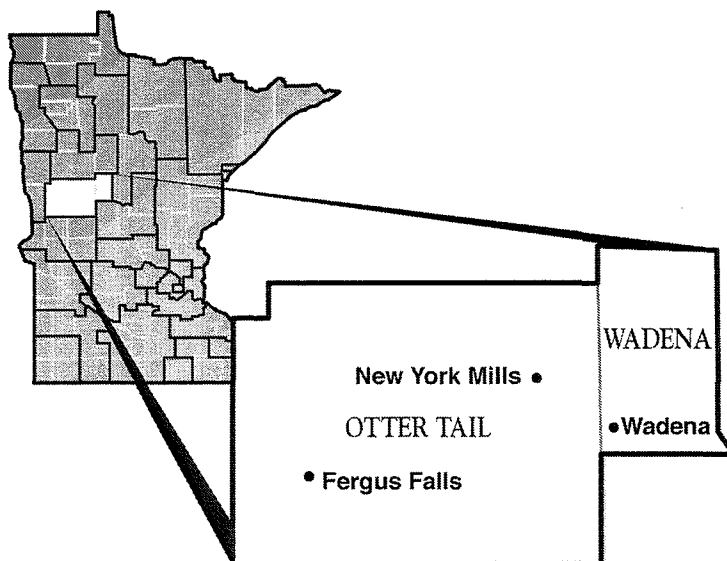 WADENA
New York Mills
OTTER TAIL
Wadena
Fergus Falls